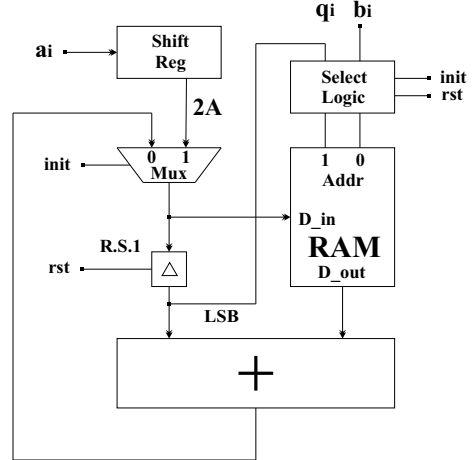 qi bi
ai
Shift
Reg
Select
Logic
init
rst
2A
0 1
Mux
init
1 0
Addr
D_in
RAM
D_out
R.S.1
rst
△
LSB
+